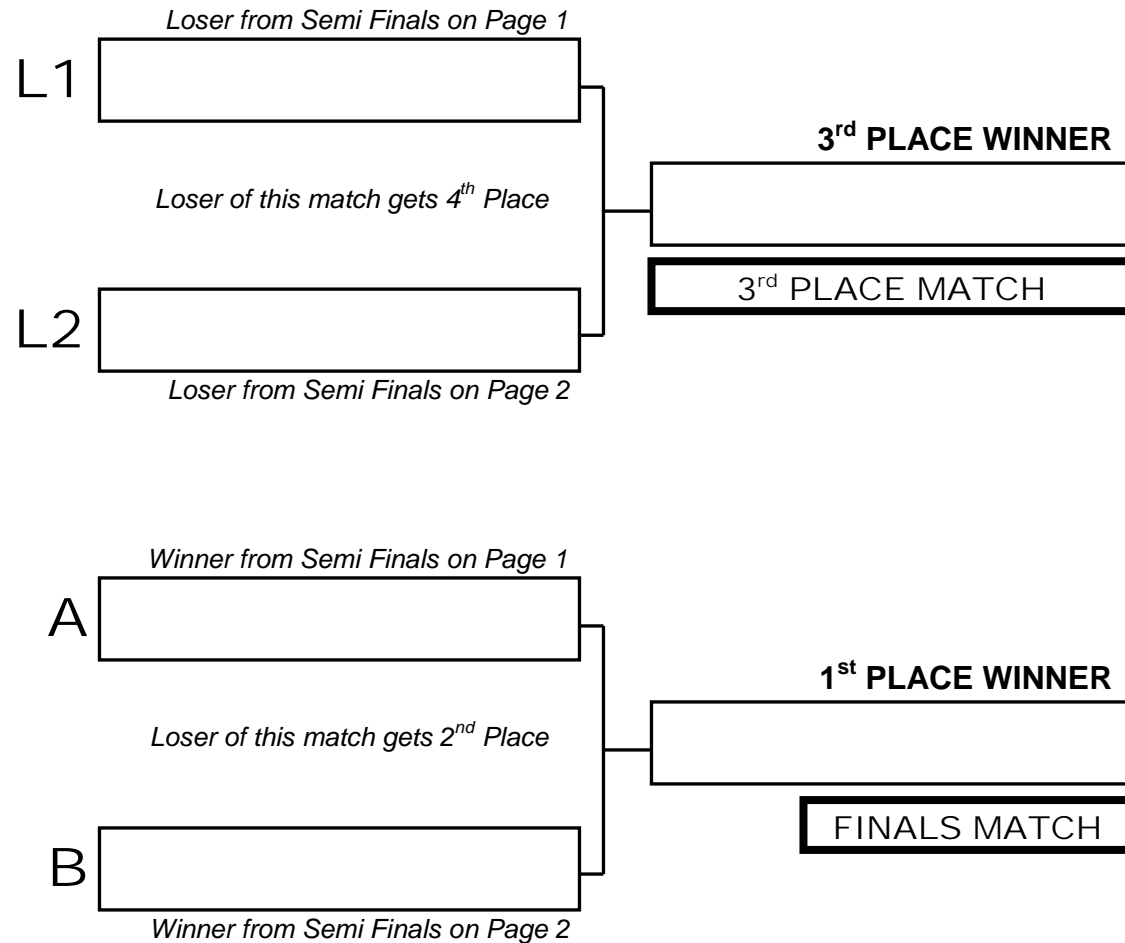 Loser from Semi Finals on Page 1
L1
3rd PLACE WINNER
Loser of this match gets 4th Place
3rd PLACE MATCH
L2
Loser from Semi Finals on Page 2
Winner from Semi Finals on Page 1
A
1st PLACE WINNER
Loser of this match gets 2nd Place
FINALS MATCH
B
Winner from Semi Finals on Page 2